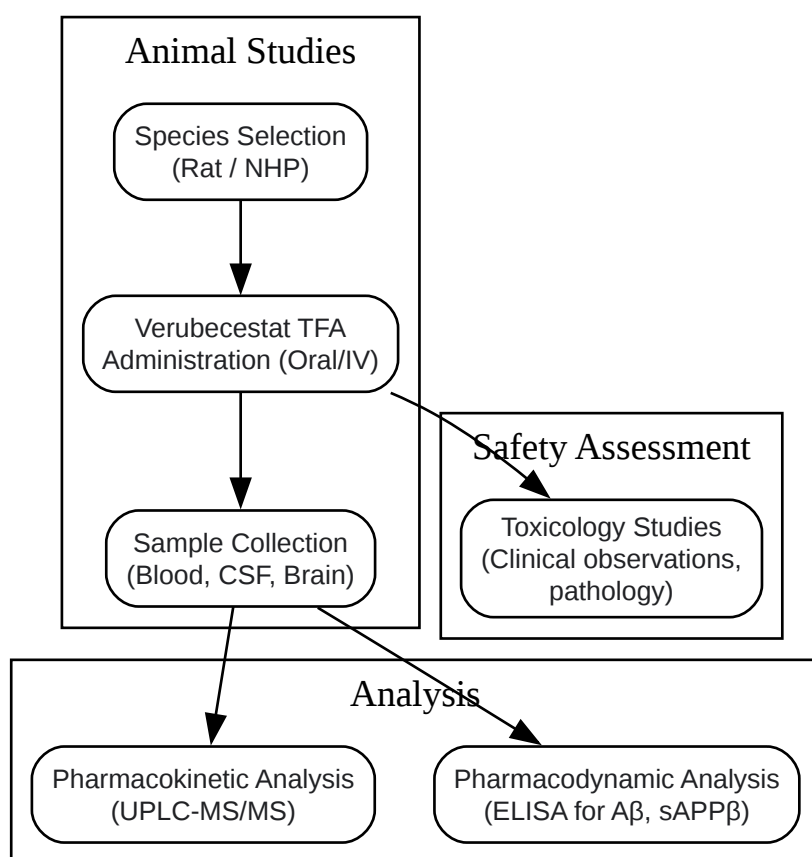 Animal Studies
Species Selection
(Rat / NHP)
Verubecestat TFA
Administration (Oral/IV)
Sample Collection
(Blood, CSF, Brain)
Safety Assessment
Toxicology Studies
(Clinical observations,
pathology)
Analysis
Pharmacokinetic Analysis
(UPLC-MS/MS)
Pharmacodynamic Analysis
(ELISA for Aβ, sAPPβ)